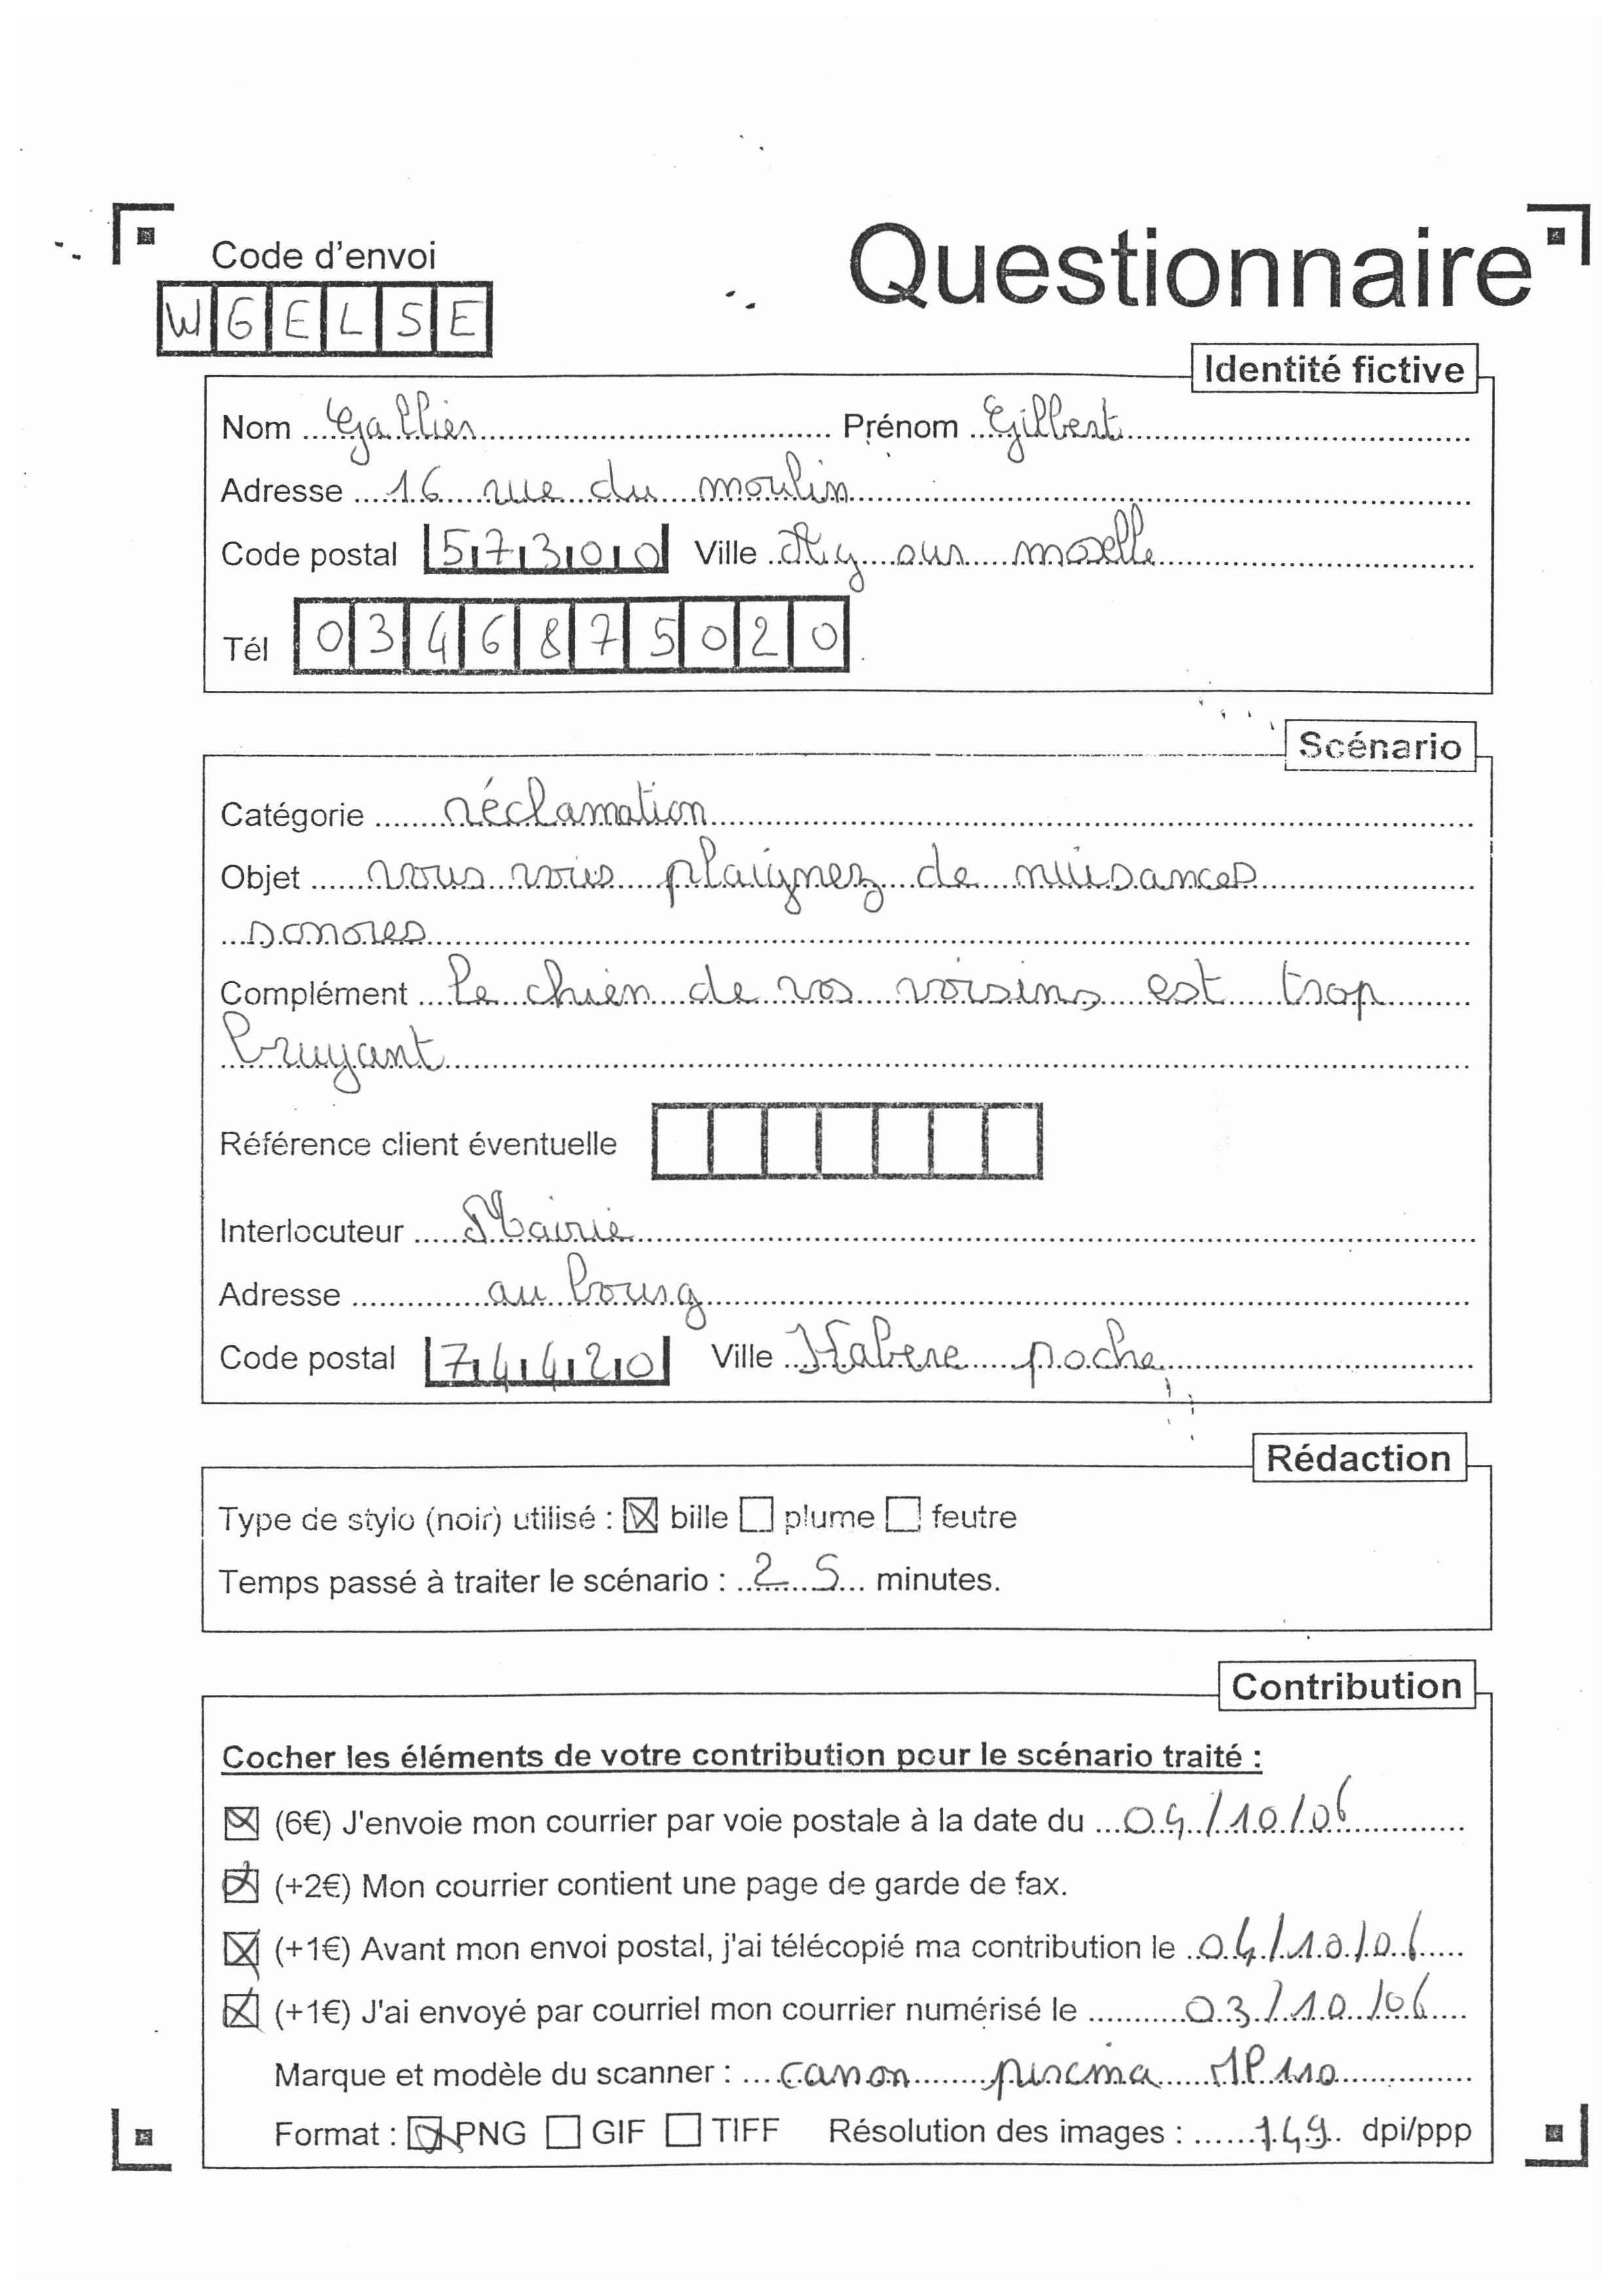 Code d'envoi
Questionnaire
W G E L S E
Identité fictive
Nom Gallier Prénom Gilbert
Adresse 16 rue du moulin
Code postal 57300 Ville Ay sur moselle
Tél 0346875020
Scénario
Catégorie réclamation
Objet vous vous plaignez de nuisances
sonores
Complément le chien de vos voisins est trop
bruyant
Référence client éventuelle
Interlocuteur Mairie
Adresse au bourg
Code postal 74420 Ville Habere poche
Rédaction
Type de stylo (noir) utilisé : ☒ bille ☐ plume ☐ feutre
Temps passé à traiter le scénario : 25 minutes.
Contribution
Cocher les éléments de votre contribution pour le scénario traité :
☒ (6€) J'envoie mon courrier par voie postale à la date du 04/10/06
☒ (+2€) Mon courrier contient une page de garde de fax.
☒ (+1€) Avant mon envoi postal, j'ai télécopié ma contribution le 04/10/06
☒ (+1€) J'ai envoyé par courriel mon courrier numérisé le 03/10/06
Marque et modèle du scanner : canon MP 110
Format : ☒ PNG ☐ GIF ☐ TIFF Résolution des images : 149 dpi/ppp